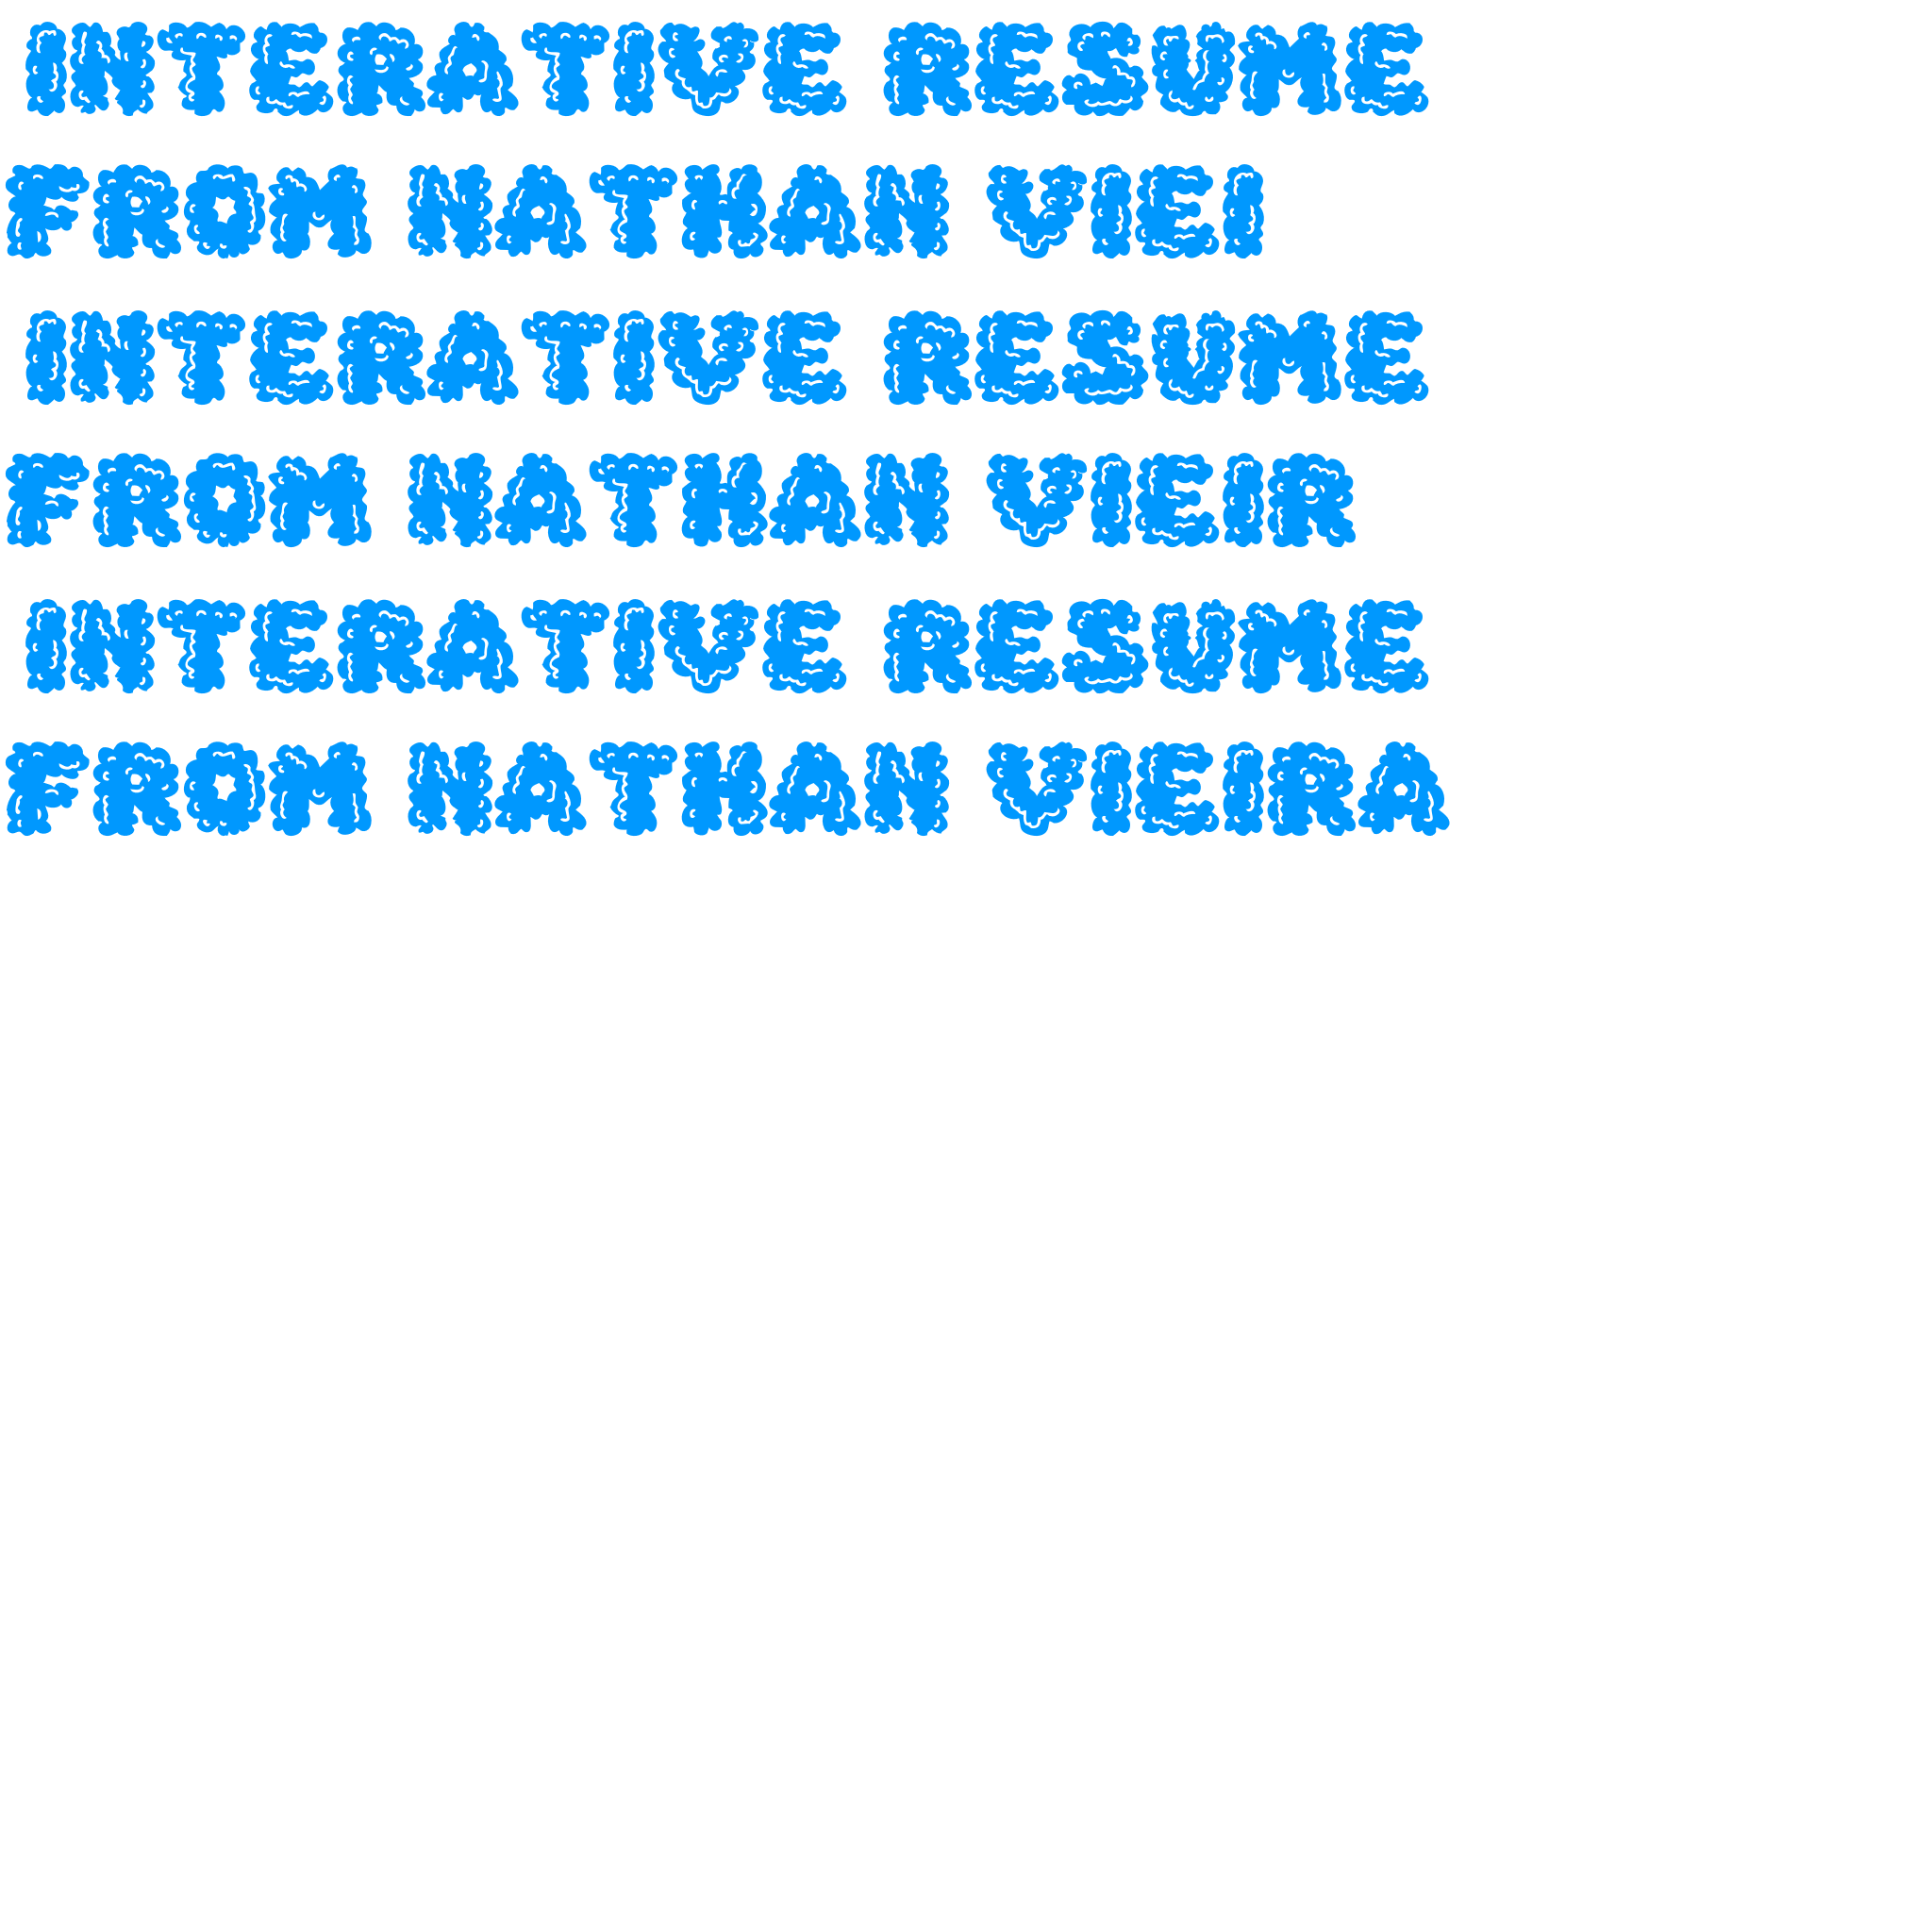 INTERATIVE RESUME
FROM NATHAN VIEI
INTERATIVE RESUME
FROM NATHAN VIEIR
INTERATIVE RESUME
FROM NATHAN VIEIRA